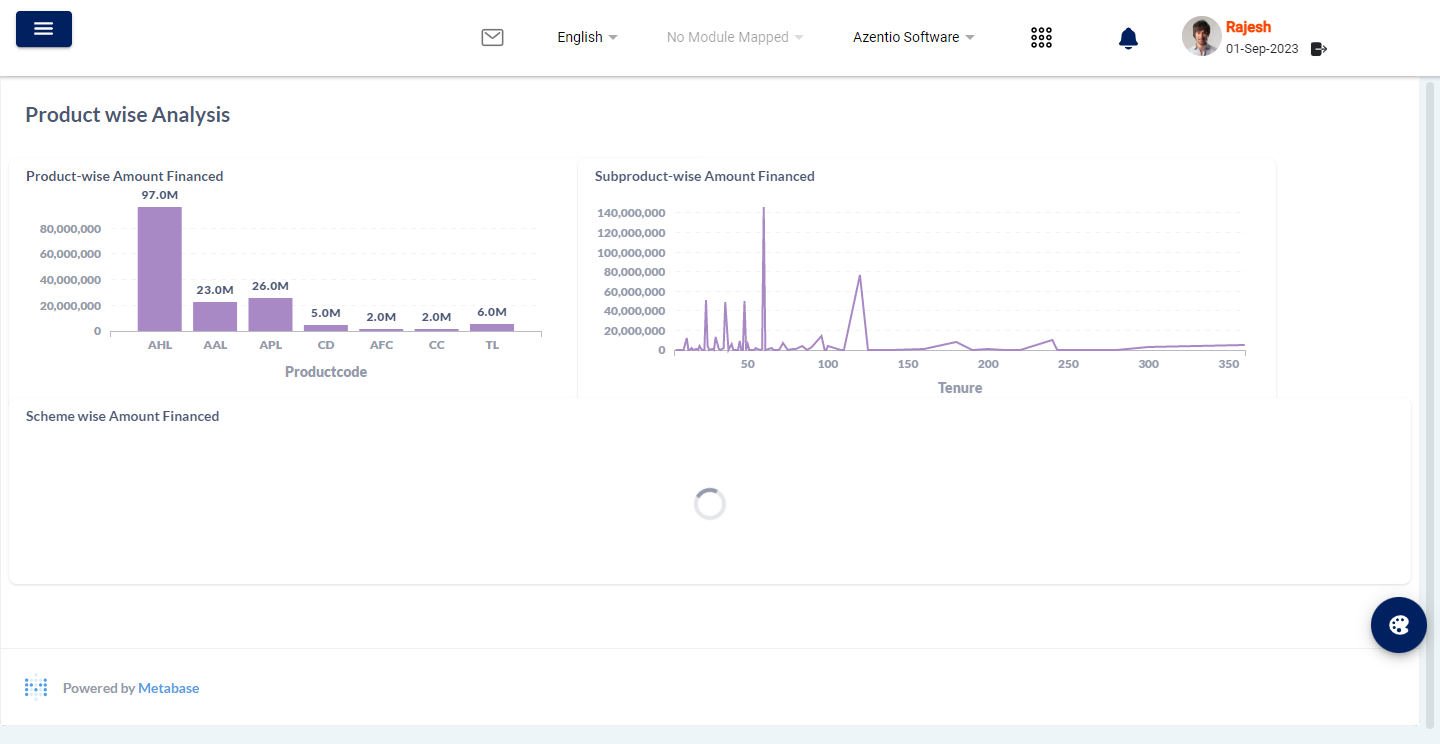 English
No Module Mapped
Azentio Software
Rajesh
01-Sep-2023
Product wise Analysis
Product-wise Amount Financed
97.0M
80,000,000
60,000,000
40,000,000
20,000,000
0
23.0M
26.0M
5.0M
2.0M
2.0M
6.0M
AHL AAL APL CD AFC CC TL
Productcode
Subproduct-wise Amount Financed
140,000,000
120,000,000
100,000,000
80,000,000
60,000,000
40,000,000
20,000,000
0
50 100 150 200 250 300 350
Tenure
Scheme wise Amount Financed
Powered by Metabase